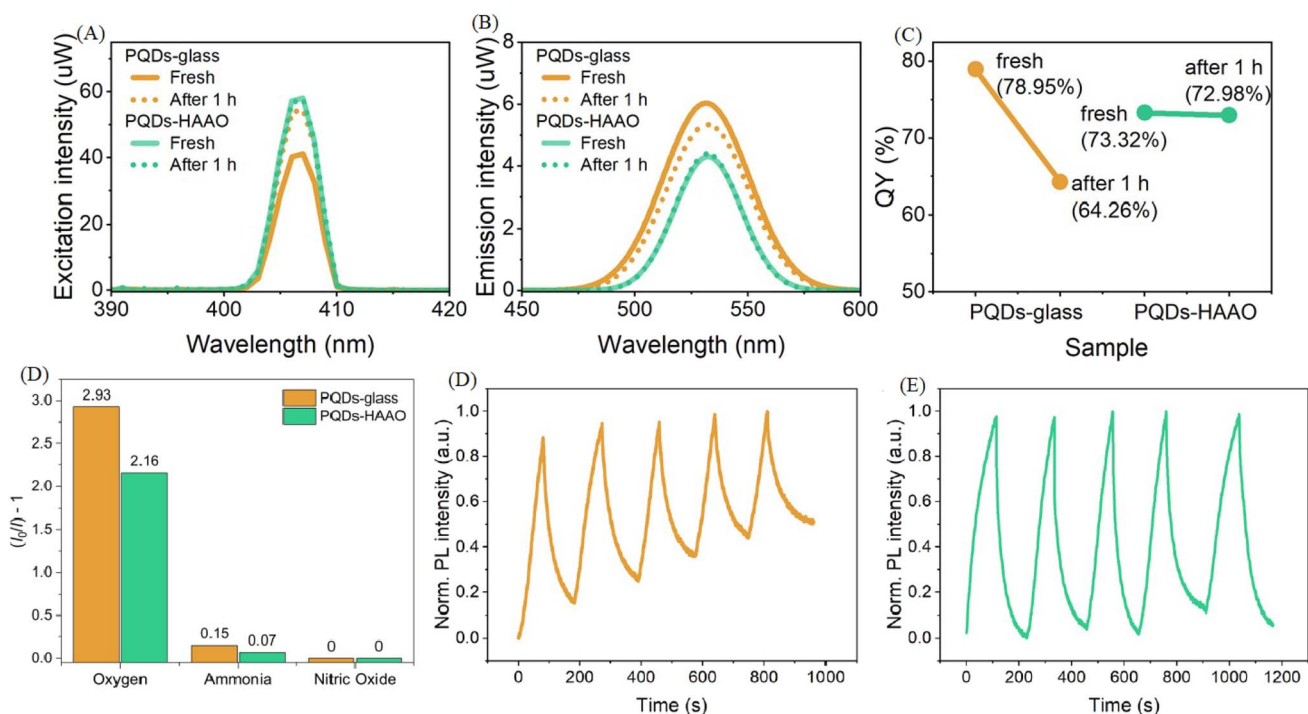 (A)
PQDs-glass
Fresh
After 1 h
PQDs-HAAO
Fresh
After 1 h
Excitation intensity (uW)
60
40
20
0
390
400
410
420
Wavelength (nm)
(B)
PQDs-glass
Fresh
After 1 h
PQDs-HAAO
Fresh
After 1 h
Emission intensity (uW)
8
6
4
2
0
450
500
550
600
Wavelength (nm)
(C)
fresh
(78.95%)
after 1 h
(72.98%)
fresh
(73.32%)
after 1 h
(64.26%)
QY (%)
80
70
60
50
PQDs-glass
PQDs-HAAO
Sample
(D)
PQDs-glass
PQDs-HAAO
2.93
2.16
0.15
0.07
0
0
(I₀/I) - 1
3.0
2.5
2.0
1.5
1.0
0.5
0.0
Oxygen
Ammonia
Nitric Oxide
(D)
Norm. PL intensity (a.u.)
1.0
0.8
0.6
0.4
0.2
0.0
0
200
400
600
800
1000
Time (s)
(E)
Norm. PL intensity (a.u.)
1.0
0.8
0.6
0.4
0.2
0.0
0
200
400
600
800
1000
1200
Time (s)